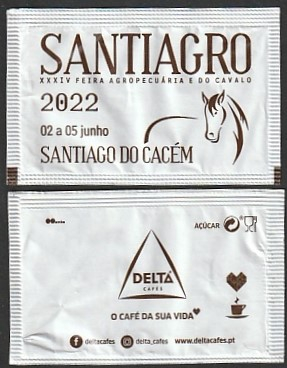 SANTIAGRO
XXXIV FEIRA AGROPECUÁRIA E DO CAVALO
2022
02 a 05 junho
SANTIAGO DO CACÉM
AÇÚCAR
DELTA
CAFÉS
O CAFÉ DA SUA VIDA
deltacafes delta_cafes www.deltacafes.pt